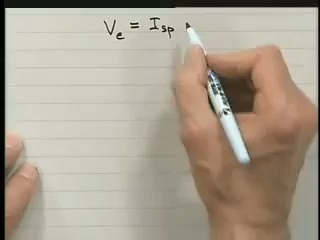 Ve = Isp